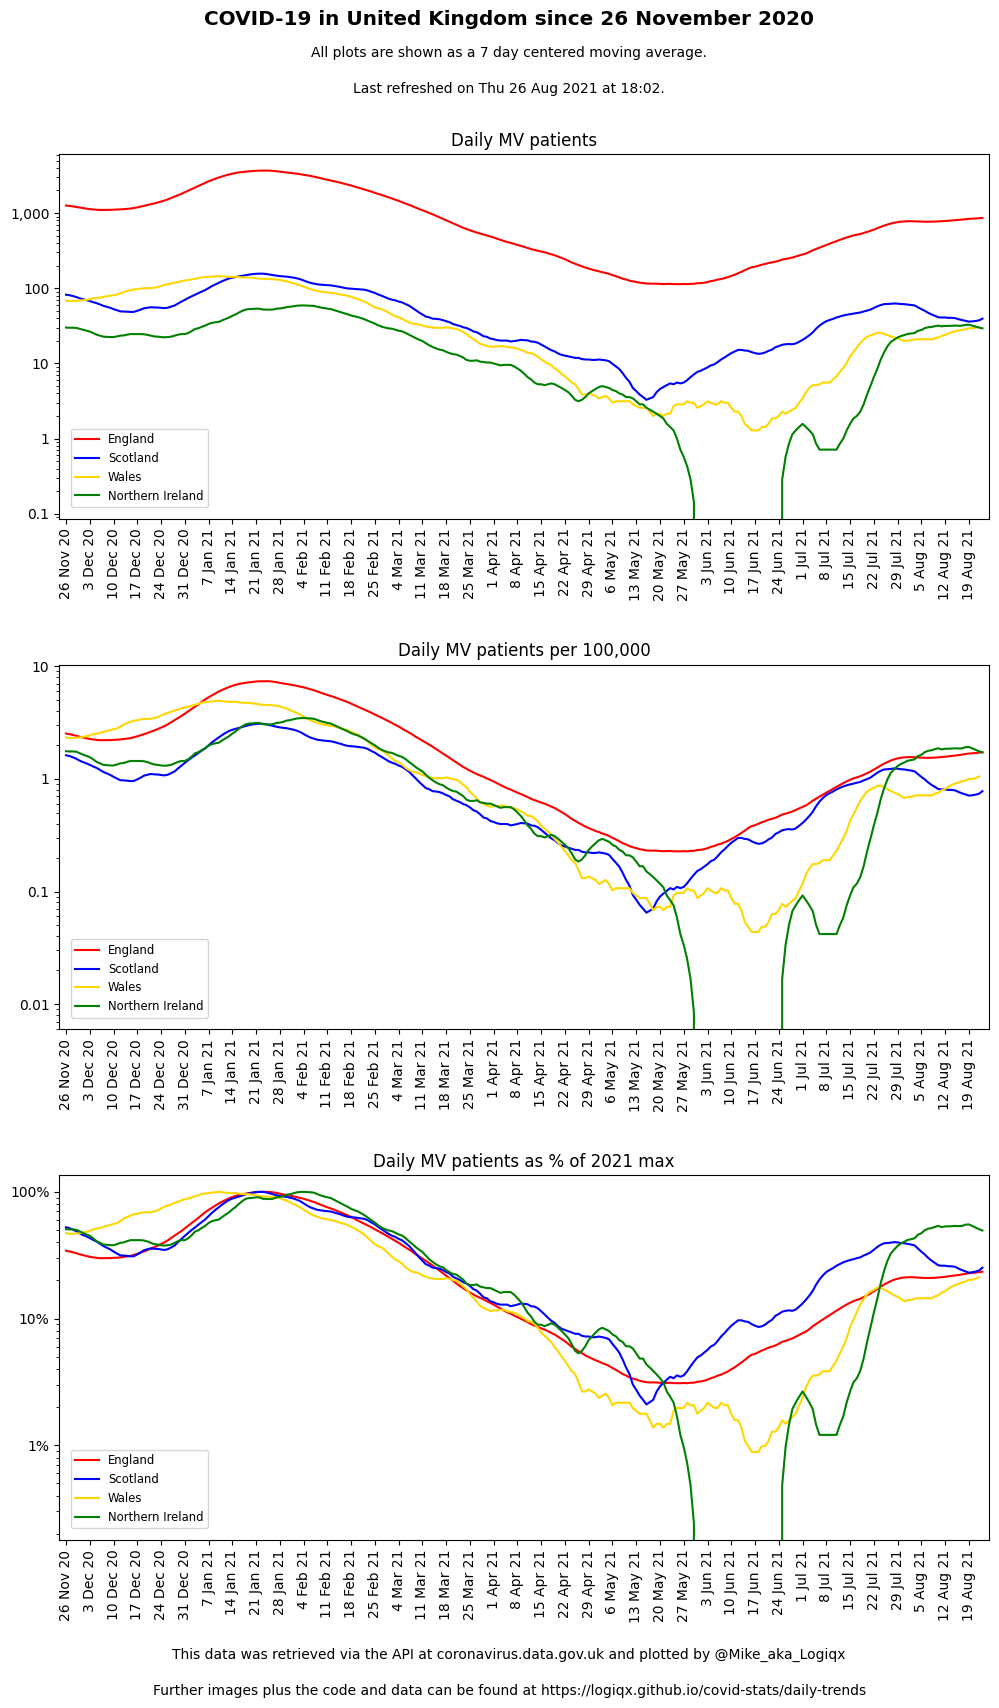 COVID-19 in United Kingdom since 26 November 2020
All plots are shown as a 7 day centered moving average.
Last refreshed on Thu 26 Aug 2021 at 18:02.
Daily MV patients
1,000
100
10
1
0.1
England
Scotland
Wales
Northern Ireland
26 Nov 20
3 Dec 20
10 Dec 20
17 Dec 20
24 Dec 20
31 Dec 20
7 Jan 21
14 Jan 21
21 Jan 21
28 Jan 21
4 Feb 21
11 Feb 21
18 Feb 21
25 Feb 21
4 Mar 21
11 Mar 21
18 Mar 21
25 Mar 21
1 Apr 21
8 Apr 21
15 Apr 21
22 Apr 21
29 Apr 21
6 May 21
13 May 21
20 May 21
27 May 21
3 Jun 21
10 Jun 21
17 Jun 21
24 Jun 21
1 Jul 21
8 Jul 21
15 Jul 21
22 Jul 21
29 Jul 21
5 Aug 21
12 Aug 21
19 Aug 21
Daily MV patients per 100,000
10
1
0.1
0.01
England
Scotland
Wales
Northern Ireland
26 Nov 20
3 Dec 20
10 Dec 20
17 Dec 20
24 Dec 20
31 Dec 20
7 Jan 21
14 Jan 21
21 Jan 21
28 Jan 21
4 Feb 21
11 Feb 21
18 Feb 21
25 Feb 21
4 Mar 21
11 Mar 21
18 Mar 21
25 Mar 21
1 Apr 21
8 Apr 21
15 Apr 21
22 Apr 21
29 Apr 21
6 May 21
13 May 21
20 May 21
27 May 21
3 Jun 21
10 Jun 21
17 Jun 21
24 Jun 21
1 Jul 21
8 Jul 21
15 Jul 21
22 Jul 21
29 Jul 21
5 Aug 21
12 Aug 21
19 Aug 21
Daily MV patients as % of 2021 max
100%
10%
1%
England
Scotland
Wales
Northern Ireland
26 Nov 20
3 Dec 20
10 Dec 20
17 Dec 20
24 Dec 20
31 Dec 20
7 Jan 21
14 Jan 21
21 Jan 21
28 Jan 21
4 Feb 21
11 Feb 21
18 Feb 21
25 Feb 21
4 Mar 21
11 Mar 21
18 Mar 21
25 Mar 21
1 Apr 21
8 Apr 21
15 Apr 21
22 Apr 21
29 Apr 21
6 May 21
13 May 21
20 May 21
27 May 21
3 Jun 21
10 Jun 21
17 Jun 21
24 Jun 21
1 Jul 21
8 Jul 21
15 Jul 21
22 Jul 21
29 Jul 21
5 Aug 21
12 Aug 21
19 Aug 21
This data was retrieved via the API at coronavirus.data.gov.uk and plotted by @Mike_aka_Logiqx
Further images plus the code and data can be found at https://logiqx.github.io/covid-stats/daily-trends